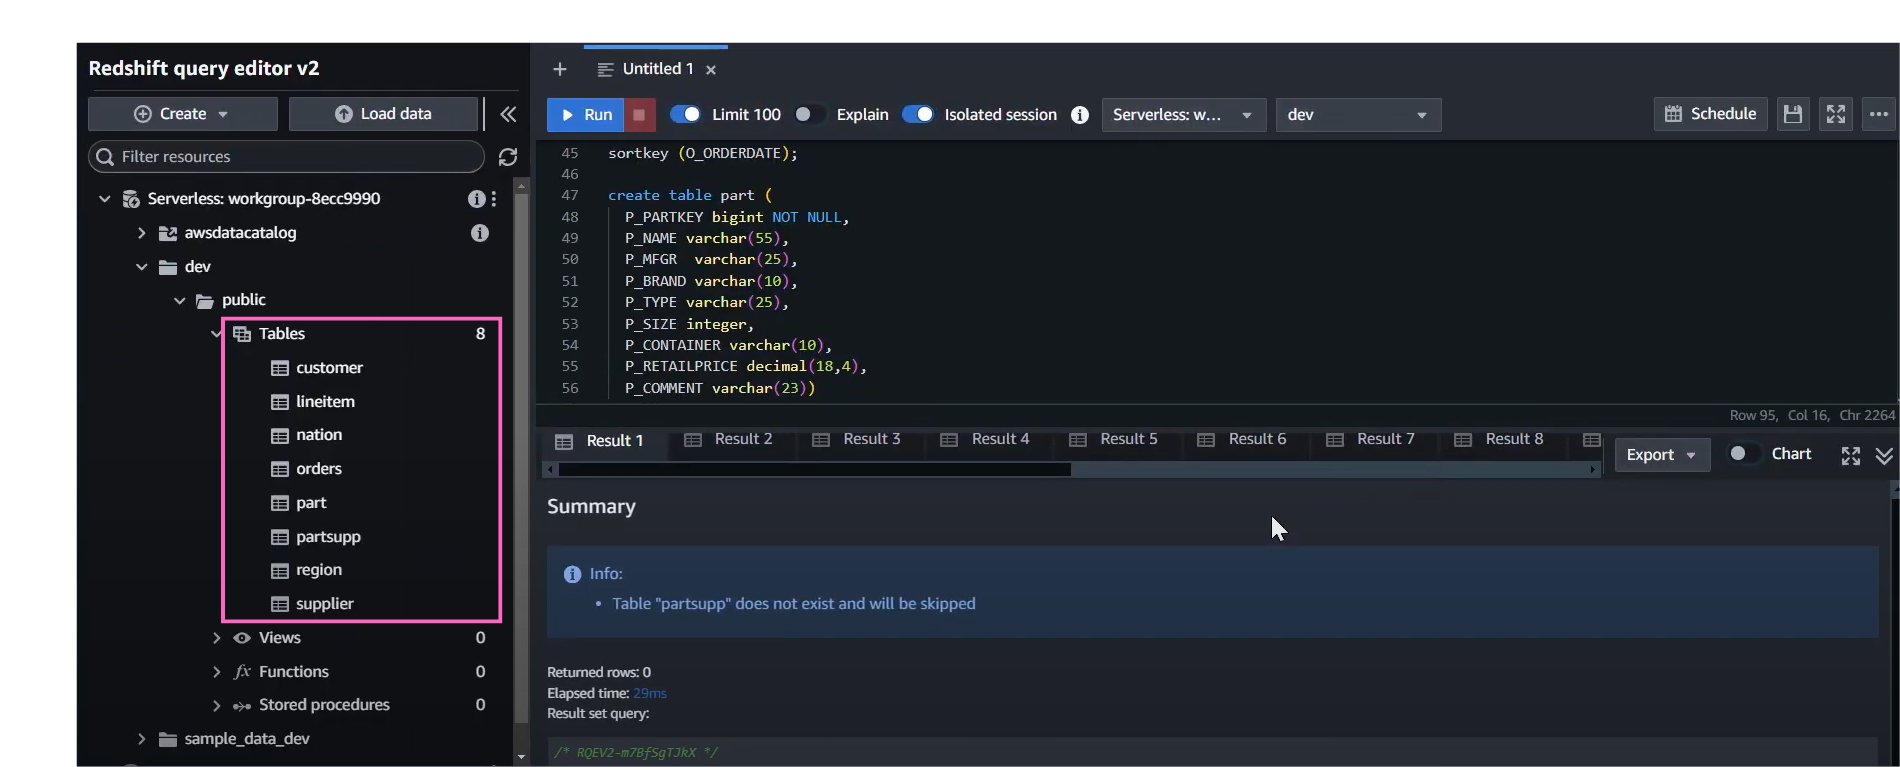 Redshift query editor v2
Create
Load data
Filter resources
Serverless: workgroup-8ecc9990
awsdatacatalog
dev
public
Tables 8
customer
lineitem
nation
orders
part
partsupp
region
supplier
Views 0
fx Functions 0
Stored procedures 0
sample_data_dev
Untitled 1
Run Limit 100 Explain Isolated session Serverless: w... dev Schedule
45 sortkey (O_ORDERDATE);
46
47 create table part (
48 P_PARTKEY bigint NOT NULL,
49 P_NAME varchar(55),
50 P_MFGR  varchar(25),
51 P_BRAND varchar(10),
52 P_TYPE varchar(25),
53 P_SIZE integer,
54 P_CONTAINER varchar(10),
55 P_RETAILPRICE decimal(18,4),
56 P_COMMENT varchar(23))
Row 95, Col 16, Chr 2264
Result 1 Result 2 Result 3 Result 4 Result 5 Result 6 Result 7 Result 8 Export Chart
Summary
Info:
• Table "partsupp" does not exist and will be skipped
Returned rows: 0
Elapsed time: 29ms
Result set query:
/* RQEV2-m7BfSgTJkX */